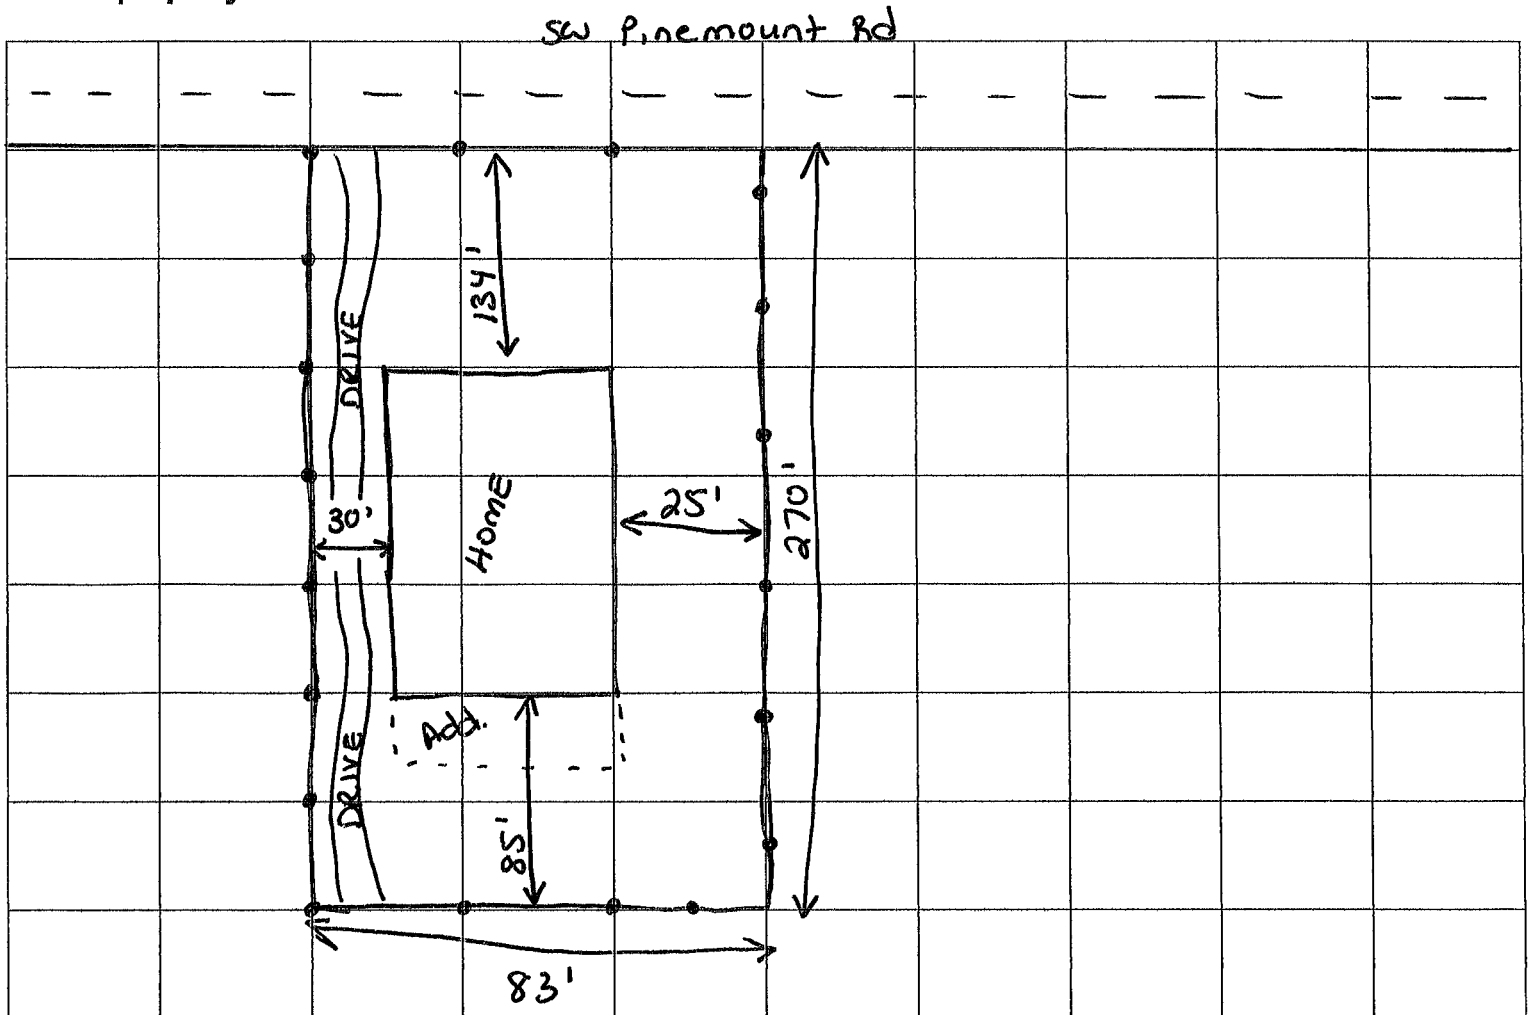 SW Pinemount Rd
134'
DRIVE
HOME
30'
25'
270'
Add.
DRIVE
85'
83'